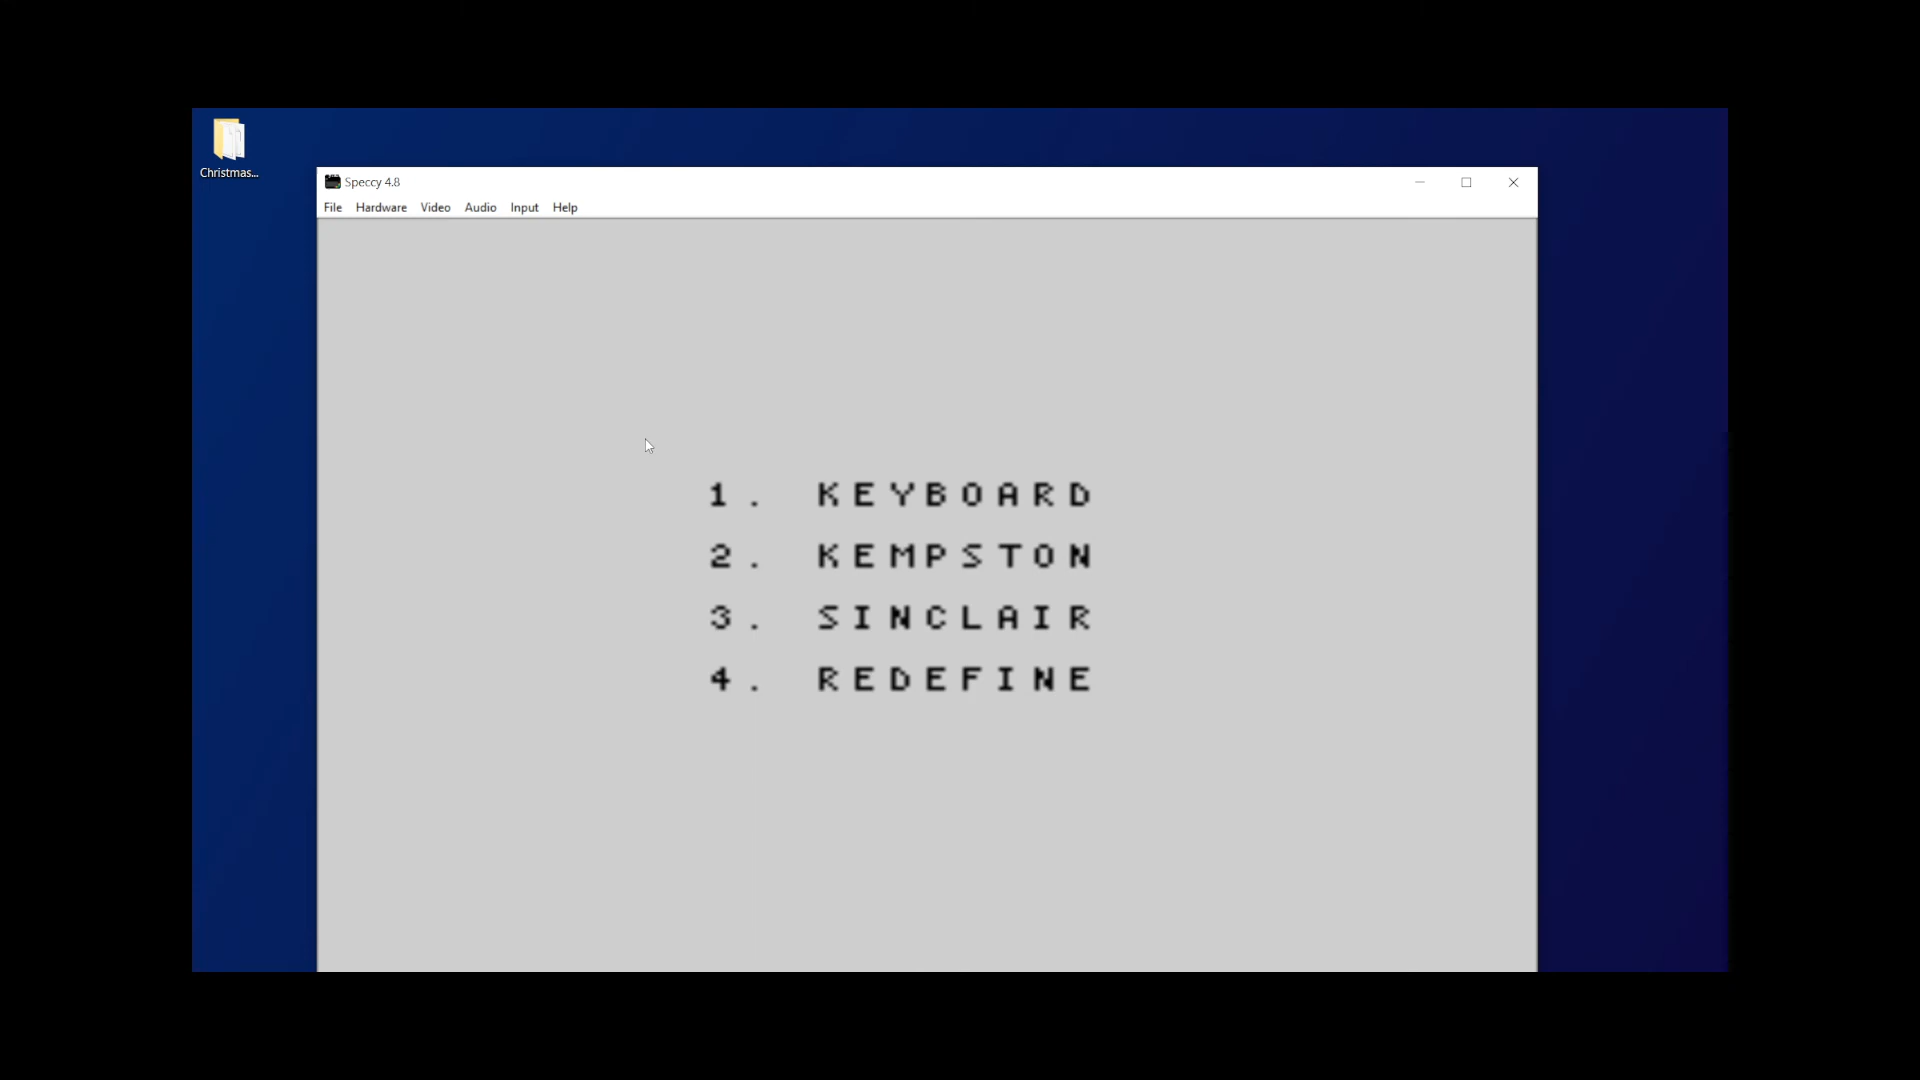 Christmas...
Speccy 4.8
File Hardware Video Audio Input Help
1. KEYBOARD
2. KEMPSTON
3. SINCLAIR
4. REDEFINE